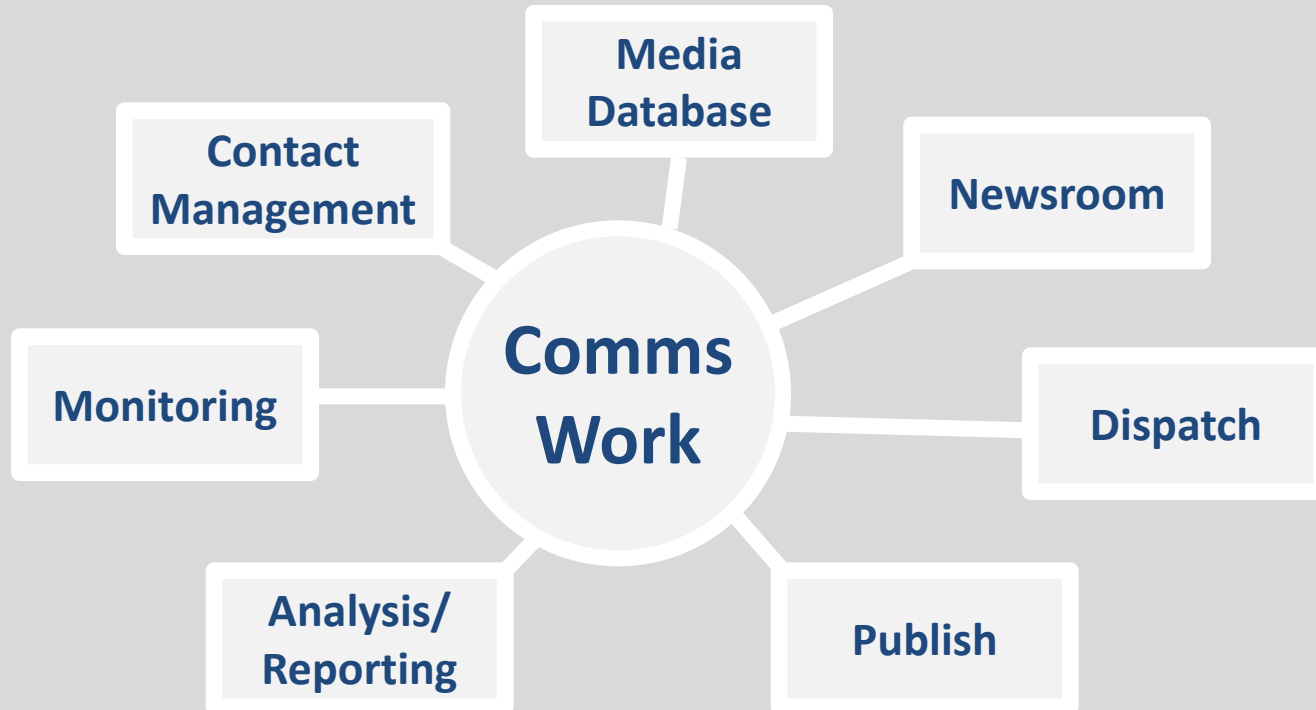 Media
Database
Contact
Management
Newsroom
Comms
Work
Monitoring
Dispatch
Analysis/
Reporting
Publish